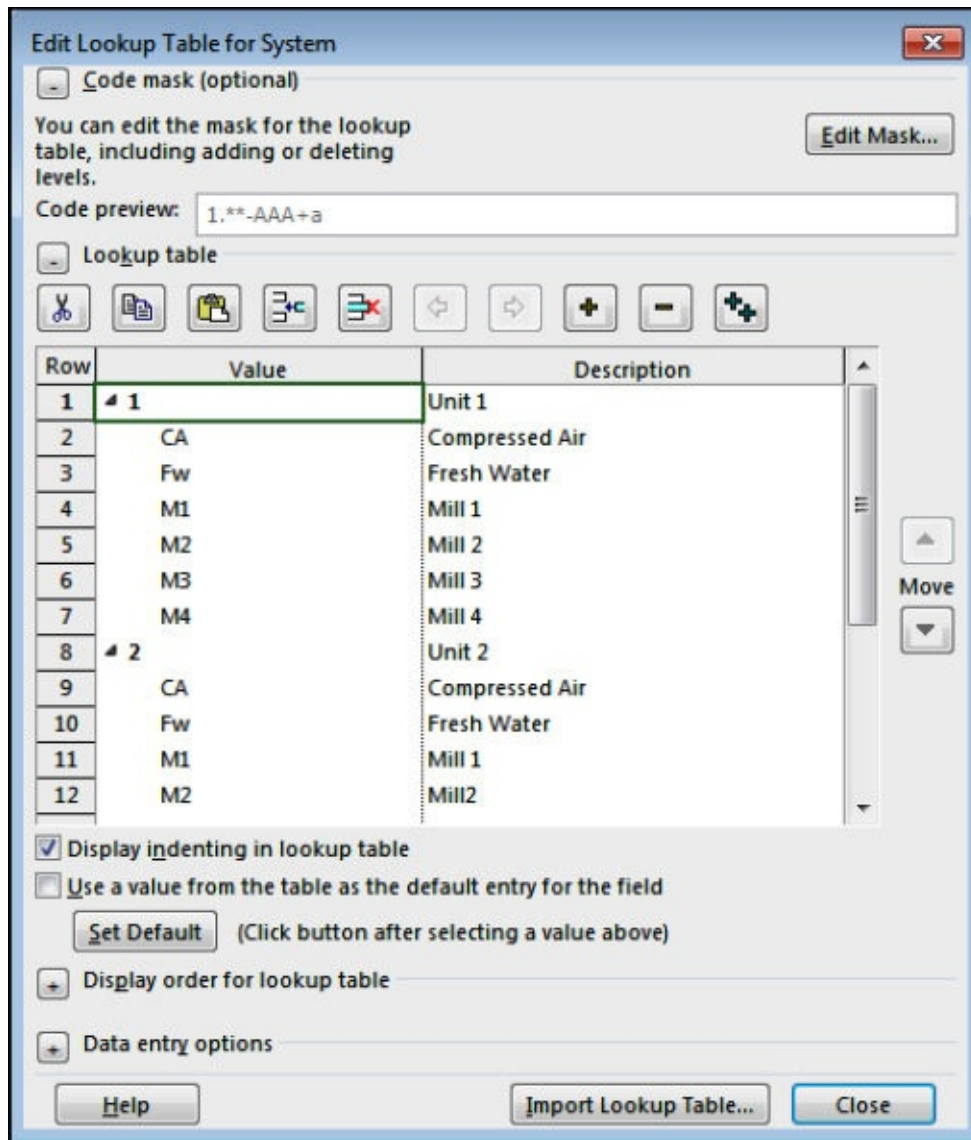 Edit Lookup Table for System
Code mask (optional)
You can edit the mask for the lookup
table, including adding or deleting
levels.
Edit Mask...
Code preview: 1.**-AAA+a
Lookup table
Row Value Description
1 1 Unit 1
2 CA Compressed Air
3 Fw Fresh Water
4 M1 Mill 1
5 M2 Mill 2
6 M3 Mill 3
7 M4 Mill 4
8 2 Unit 2
9 CA Compressed Air
10 Fw Fresh Water
11 M1 Mill 1
12 M2 Mill2
Move
Display indenting in lookup table
Use a value from the table as the default entry for the field
Set Default (Click button after selecting a value above)
Display order for lookup table
Data entry options
Help Import Lookup Table... Close